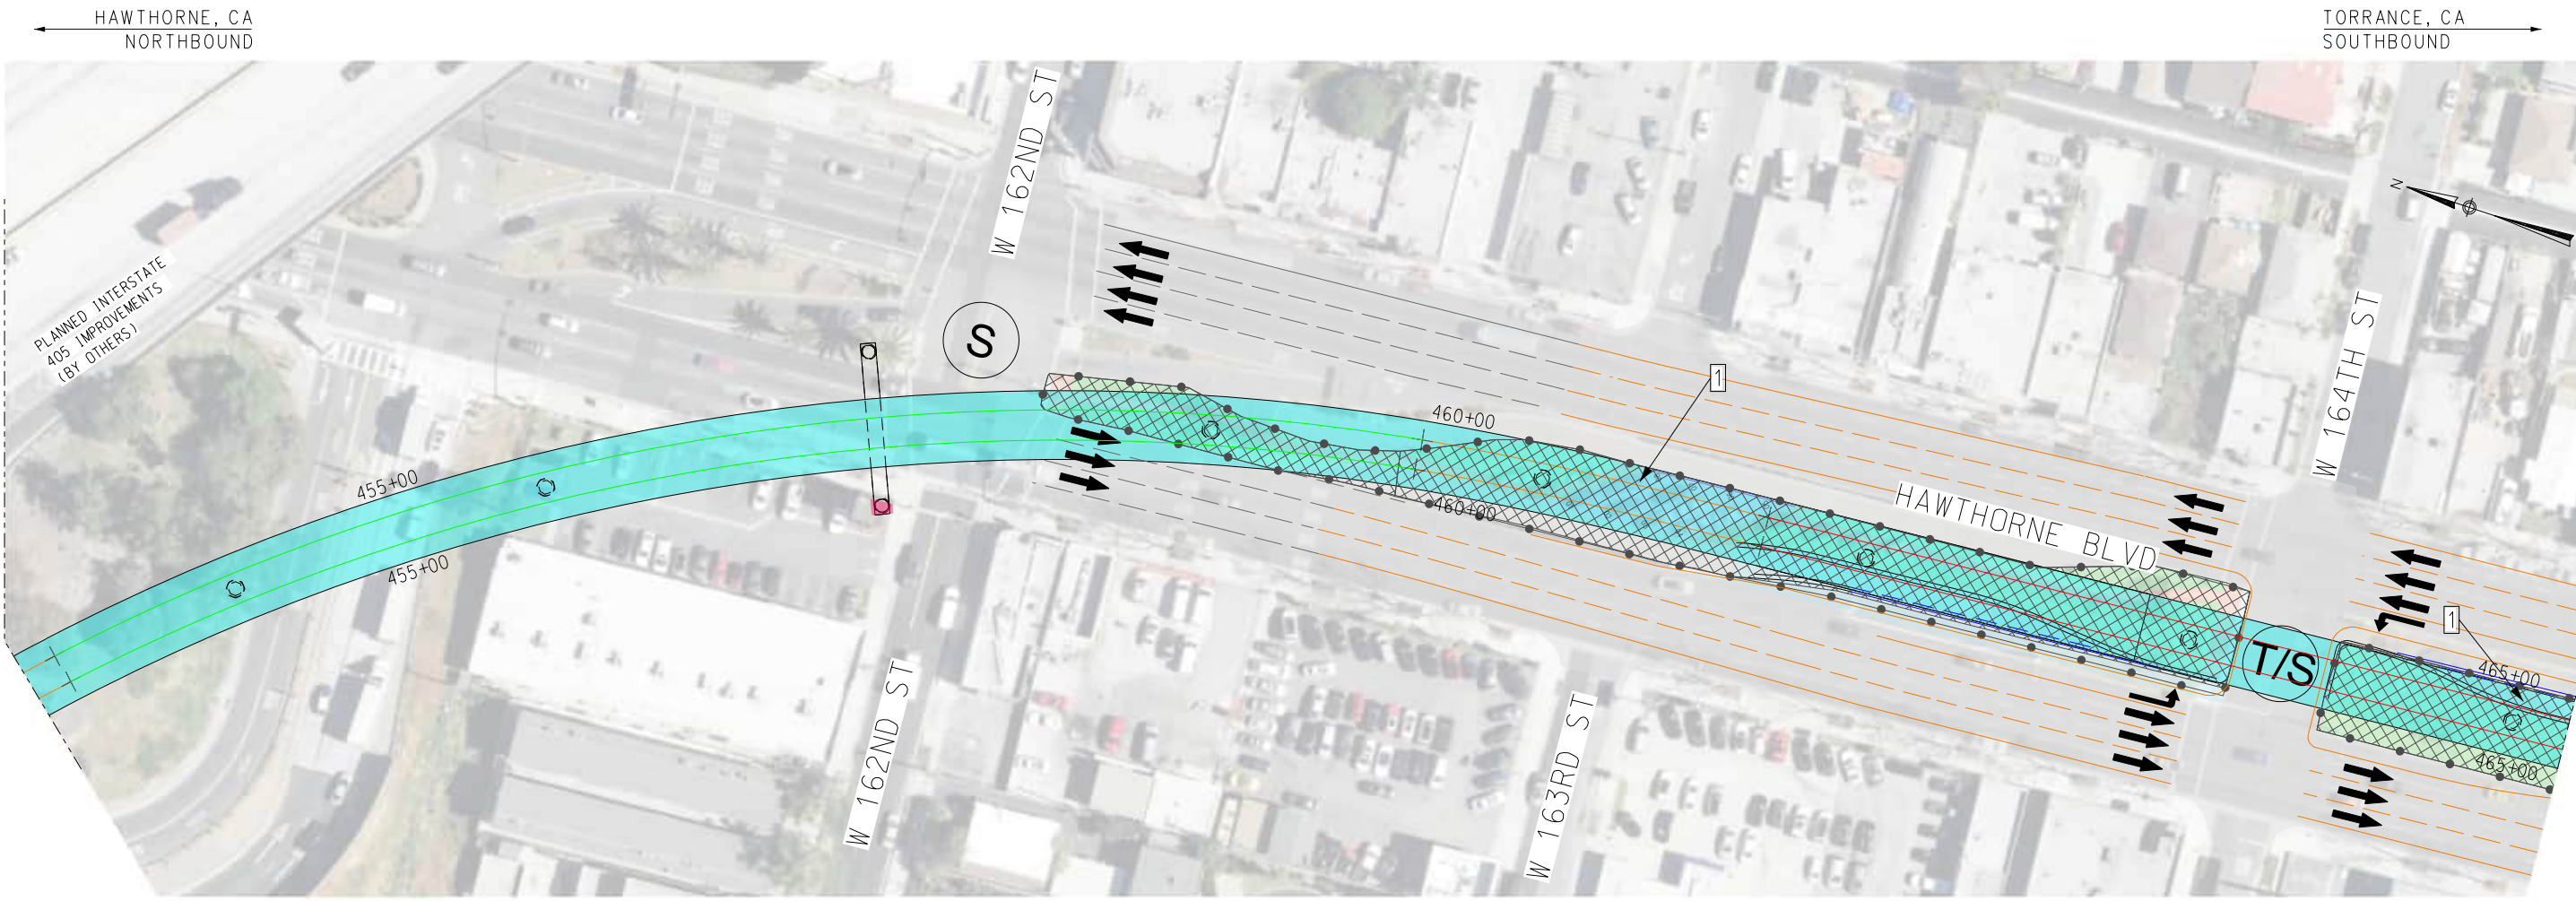 HAWTHORNE, CA
NORTHBOUND
TORRANCE, CA
SOUTHBOUND
W 162ND ST
N
PLANNED INTERSTATE
405 IMPROVEMENTS
(BY OTHERS)
S
W 164TH ST
1
460+00
455+00
460+00
HAWTHORNE BLVD
455+00
1
T/S
465+00
W 162ND ST
W 163RD ST
465+00